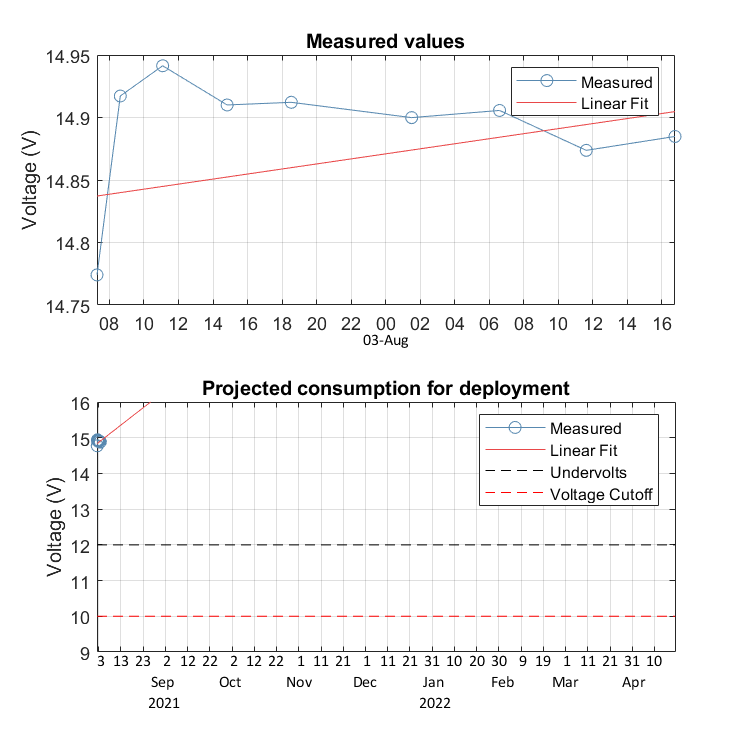 Measured values
14.95
14.9
14.85
14.8
14.75
Voltage (V)
Measured
Linear Fit
08 10 12 14 16 18 20 22 00 02 04 06 08 10 12 14 16
03-Aug
Projected consumption for deployment
16
15
14
13
12
11
10
9
Voltage (V)
Measured
Linear Fit
Undervolts
Voltage Cutoff
3 13 23 2 12 22 2 12 22 1 11 21 1 11 21 31 10 20 30 9 19 1 11 21 31 10
Sep Oct Nov Dec Jan Feb Mar Apr
2021 2022